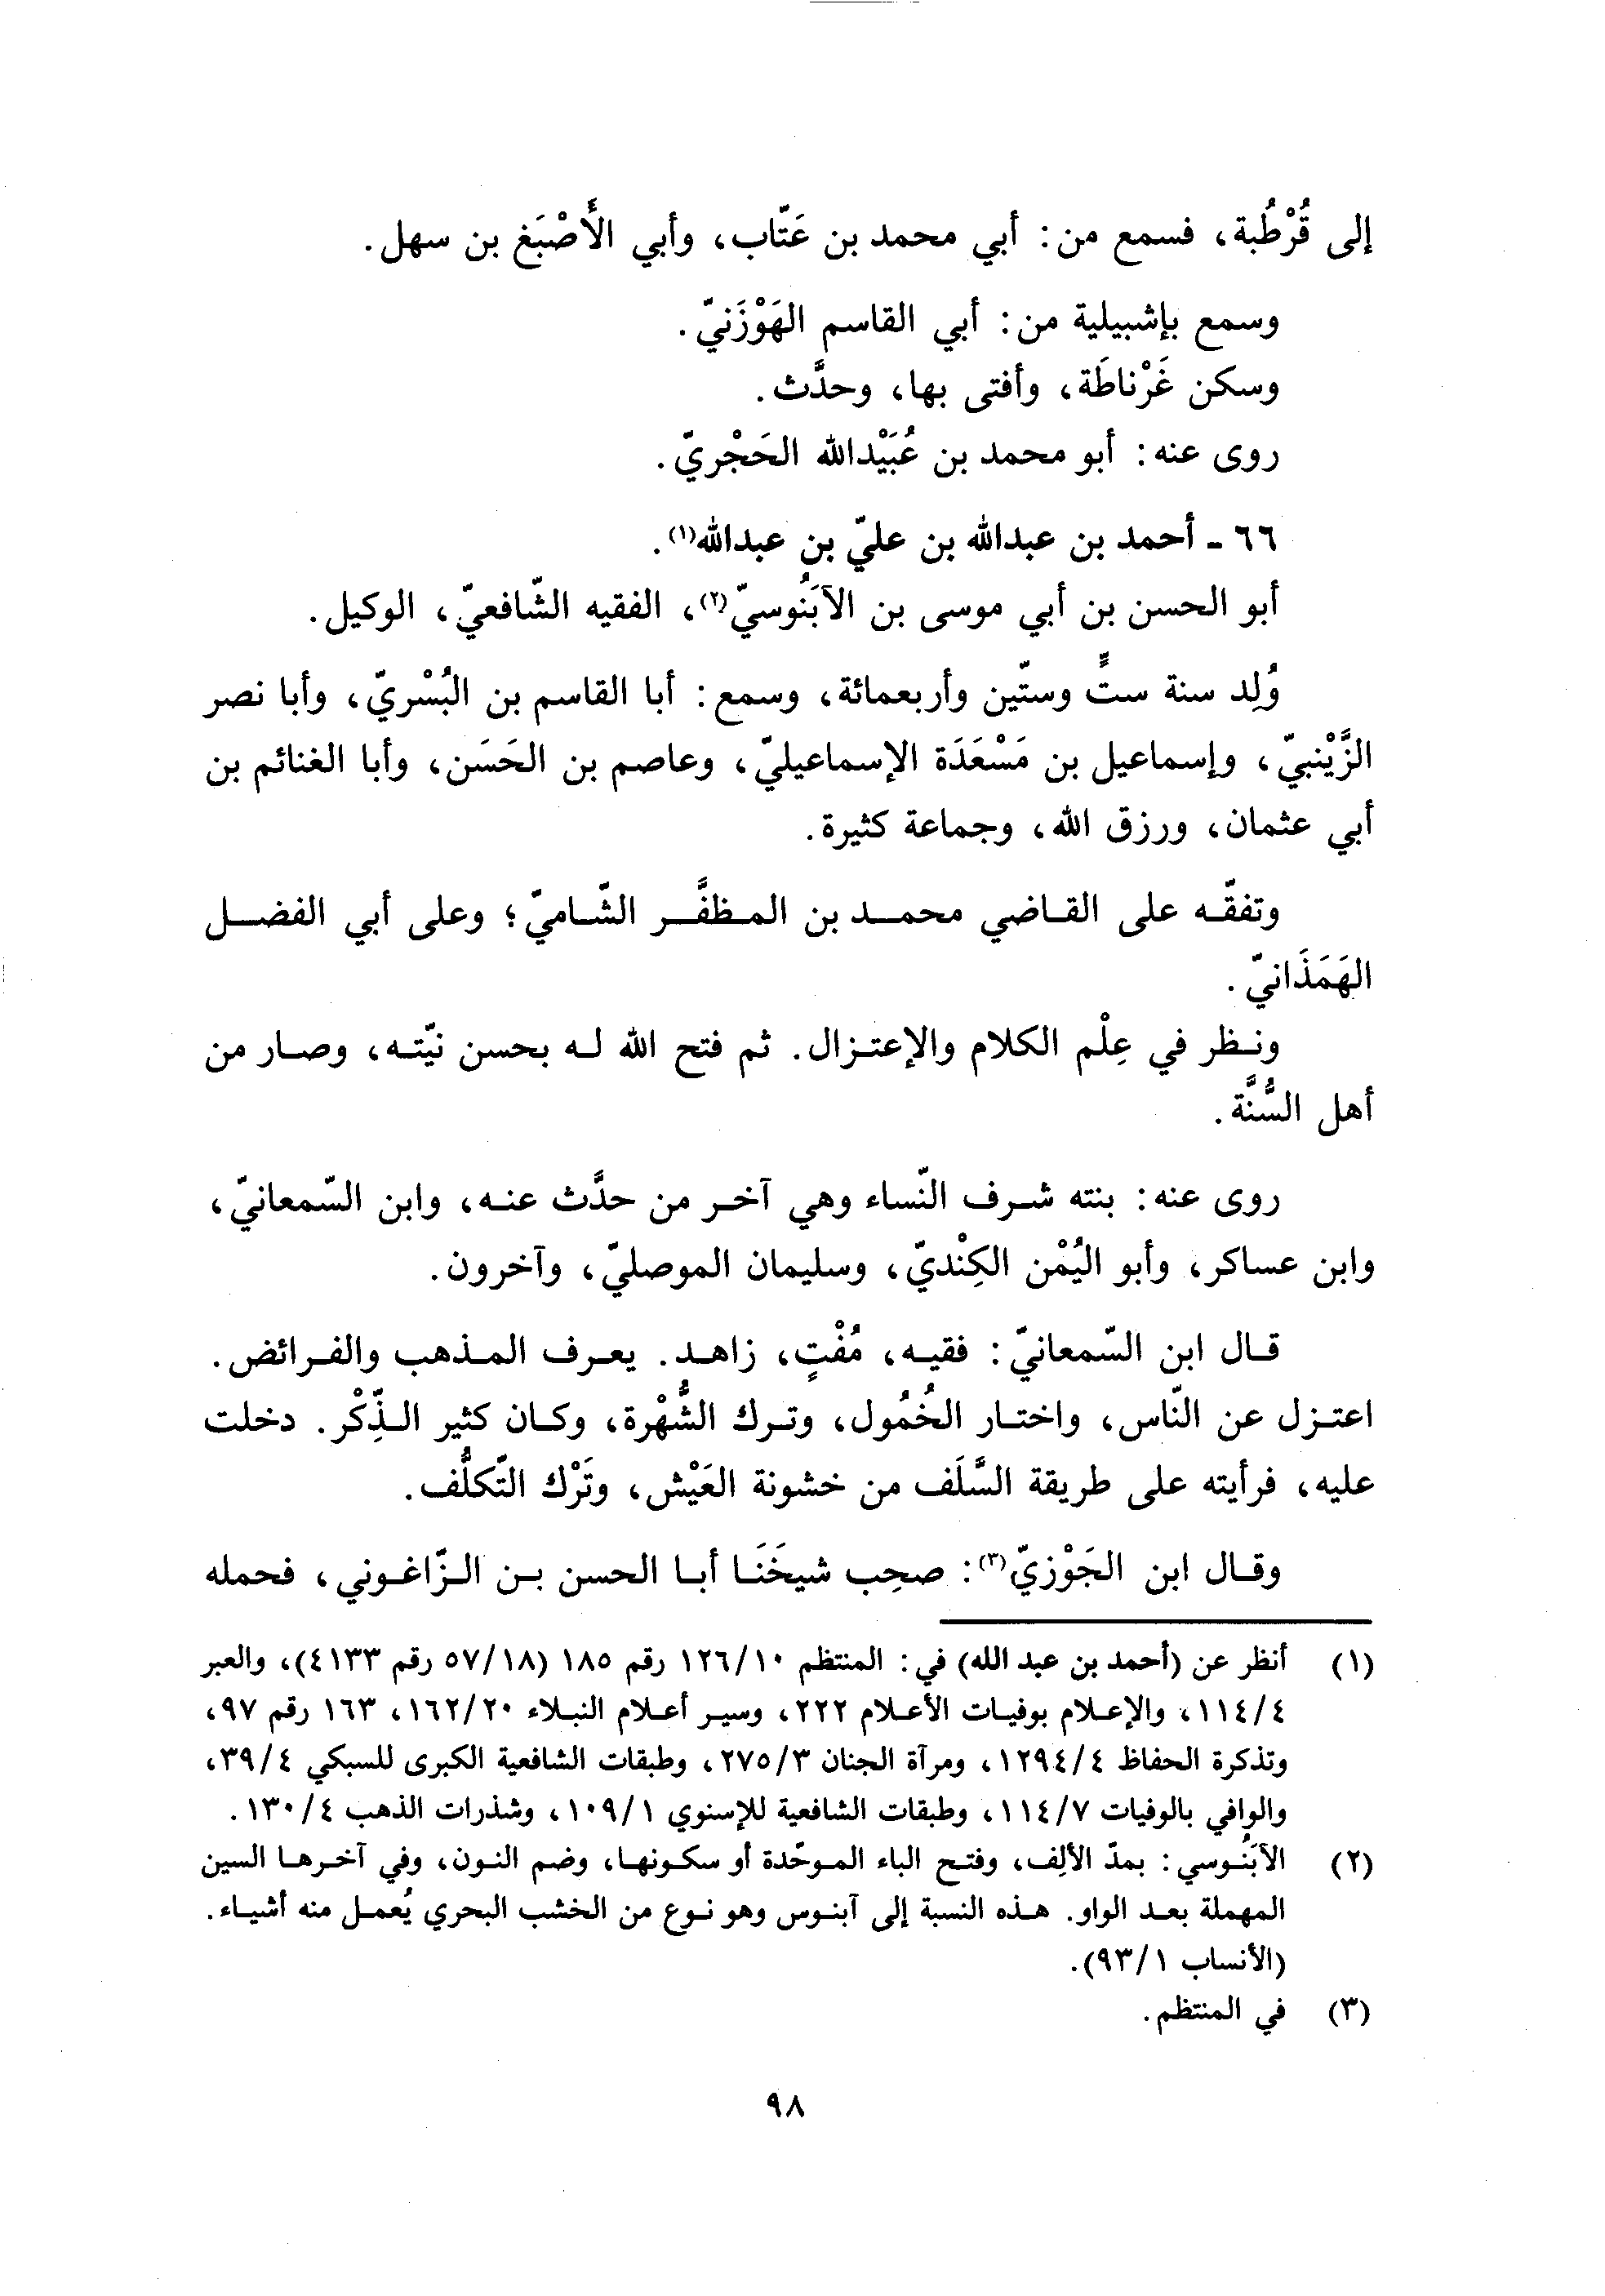 إلى قُرْطُبة، فسمع من: أبي محمد بن عَتّاب، وأبي الأَصْبَغ بن سهل.
وسمع بإشبيلية من: أبي القاسم الهَوْزَنيّ.
وسكن غَرْناطَة، وأفتى بها، وحدَّث.
روى عنه: أبو محمد بن عُبَيْدالله الحَجْريّ.
٦٦ - أحمد بن عبدالله بن عليّ بن عبدالله(١).
أبو الحسن بن أبي موسى بن الآبَنُوسيّ(٢)، الفقيه الشّافعيّ، الوكيل.
وُلِد سنة ستٍّ وستّين وأربعمائة، وسمع: أبا القاسم بن البُسْريّ، وأبا نصر
الزَّيْنبيّ، وإسماعيل بن مَسْعَدَة الإسماعيليّ، وعاصم بن الحَسَن، وأبا الغنائم بن
أبي عثمان، ورزق الله، وجماعة كثيرة.
وتفقّه على القاضي محمد بن المظفَّر الشّاميّ؛ وعلى أبي الفضل
الهَمَذَانيّ.
ونظر في عِلْم الكلام والإعتزال. ثم فتح الله له بحسن نيّته، وصار من
أهل السُّنَّة.
روى عنه: بنته شرف النّساء وهي آخر من حدَّث عنه، وابن السّمعانيّ،
وابن عساكر، وأبو اليُمْن الكِنْديّ، وسليمان الموصليّ، وآخرون.
قال ابن السّمعانيّ: فقيه، مُفْتٍ، زاهد. يعرف المذهب والفرائض.
اعتزل عن النّاس، واختار الخُمُول، وترك الشُّهْرة، وكان كثير الذِّكْر. دخلت
عليه، فرأيته على طريقة السَّلَف من خشونة العَيْش، وتَرْك التّكلُّف.
وقال ابن الجَوْزيّ(٣): صحِب شيخَنَا أبا الحسن بن الزّاغوني، فحمله
(١) أنظر عن (أحمد بن عبد الله) في: المنتظم ١٢٦/١٠ رقم ١٨٥ (٥٧/١٨ رقم ٤١٣٣)، والعبر
١١٤/٤، والإعلام بوفيات الأعلام ٢٢٢، وسير أعلام النبلاء ١٦٢/٢٠، ١٦٣ رقم ٩٧،
وتذكرة الحفاظ ١٢٩٤/٤، ومرآة الجنان ٢٧٥/٣، وطبقات الشافعية الكبرى للسبكي ٣٩/٤،
والوافي بالوفيات ١١٤/٧، وطبقات الشافعية للإسنوي ١٠٩/١، وشذرات الذهب ١٣٠/٤.
(٢) الآبَنُوسي: بمدّ الألِف، وفتح الباء الموحّدة أو سكونها، وضم النون، وفي آخرها السين
المهملة بعد الواو. هذه النسبة إلى آبنوس وهو نوع من الخشب البحري يُعمل منه أشياء.
(الأنساب ٩٣/١).
(٣) في المنتظم.
٩٨